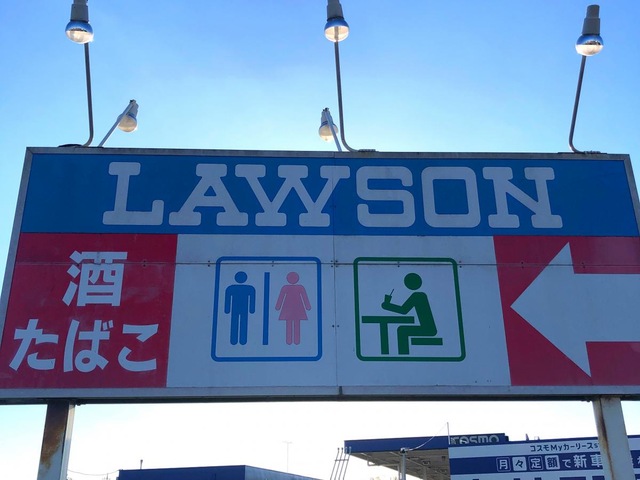 LAWSON
酒
たばこ
cosmo
コスモMyカーリース
月々定額で新車